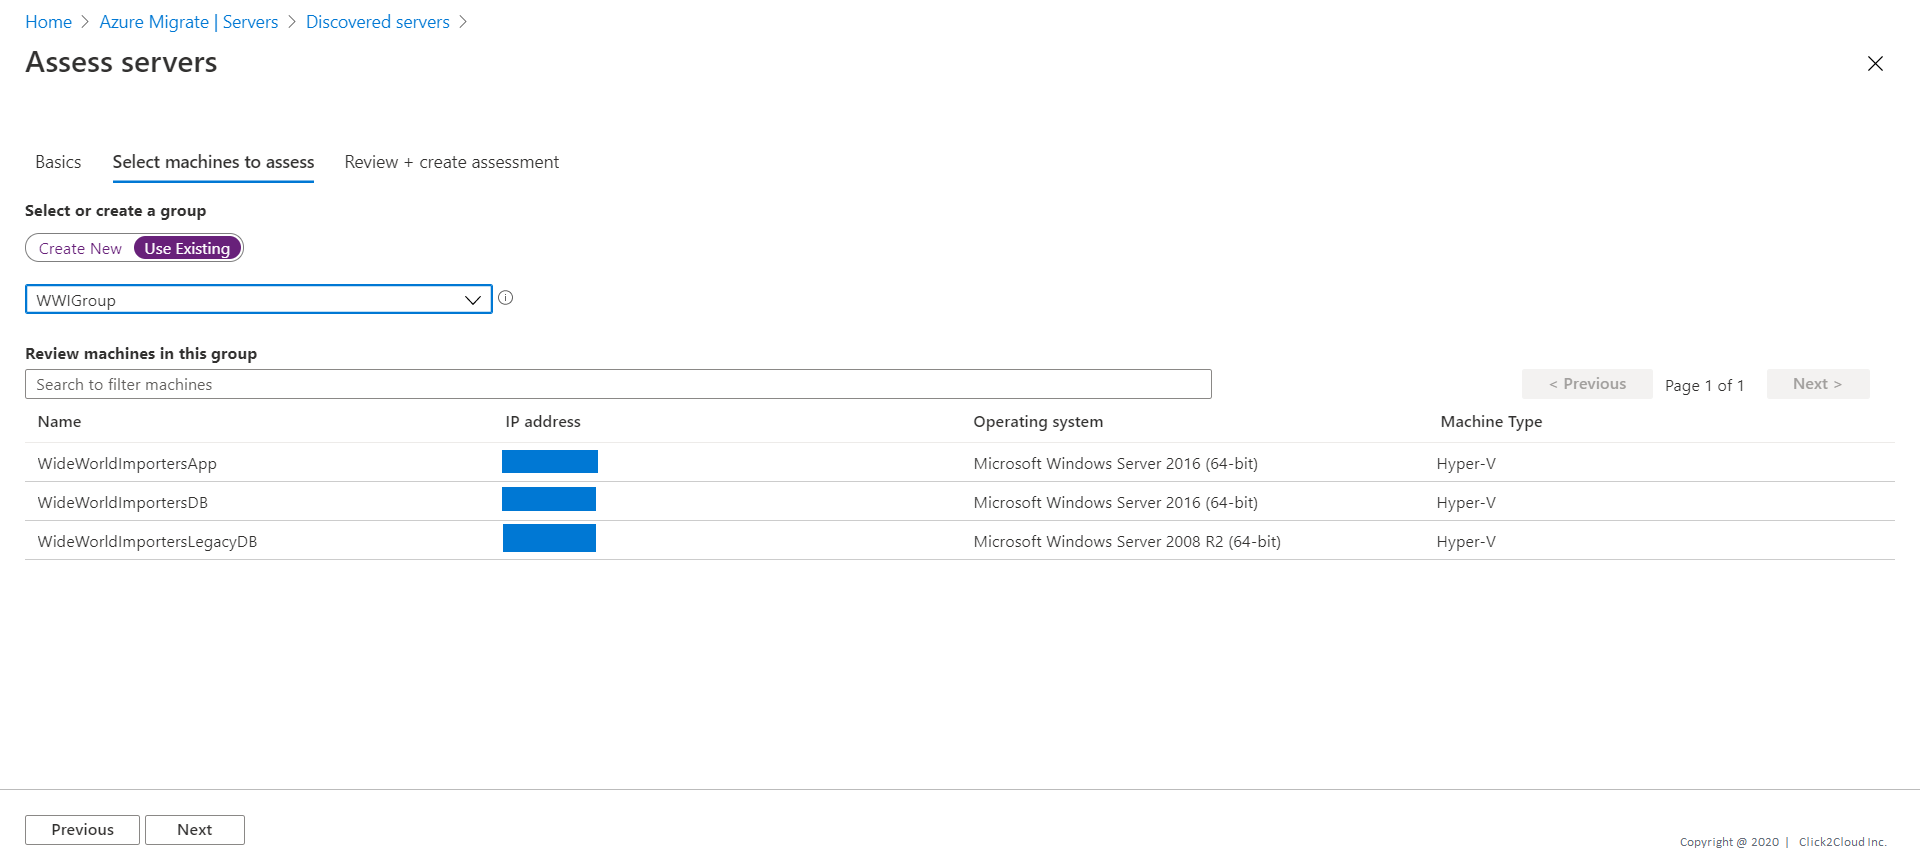 Home > Azure Migrate | Servers > Discovered servers >
Assess servers
Basics Select machines to assess Review + create assessment
Select or create a group
Create New Use Existing
WWIGroup
Review machines in this group
Search to filter machines < Previous Page 1 of 1 Next >
Name IP address Operating system Machine Type
WideWorldImportersApp Microsoft Windows Server 2016 (64-bit) Hyper-V
WideWorldImportersDB Microsoft Windows Server 2016 (64-bit) Hyper-V
WideWorldImportersLegacyDB Microsoft Windows Server 2008 R2 (64-bit) Hyper-V
Previous Next
Copyright @ 2020 | Click2Cloud Inc.